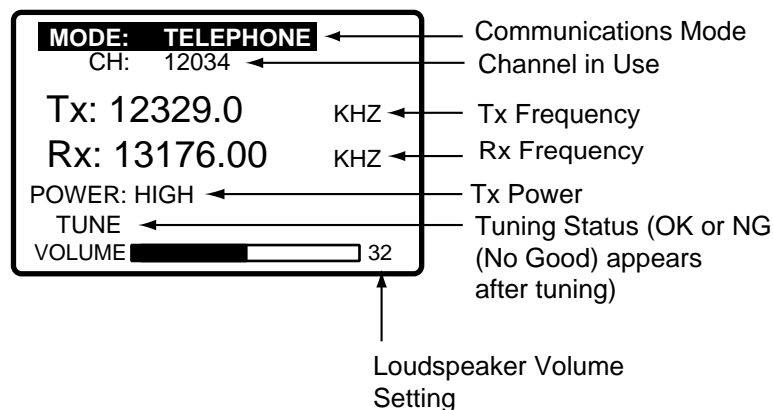 MODE: TELEPHONE
Communications Mode
CH: 12034
Channel in Use
Tx: 12329.0 KHZ
Tx Frequency
Rx: 13176.00 KHZ
Rx Frequency
POWER: HIGH
Tx Power
TUNE
Tuning Status (OK or NG
(No Good) appears
after tuning)
VOLUME 32
Loudspeaker Volume
Setting